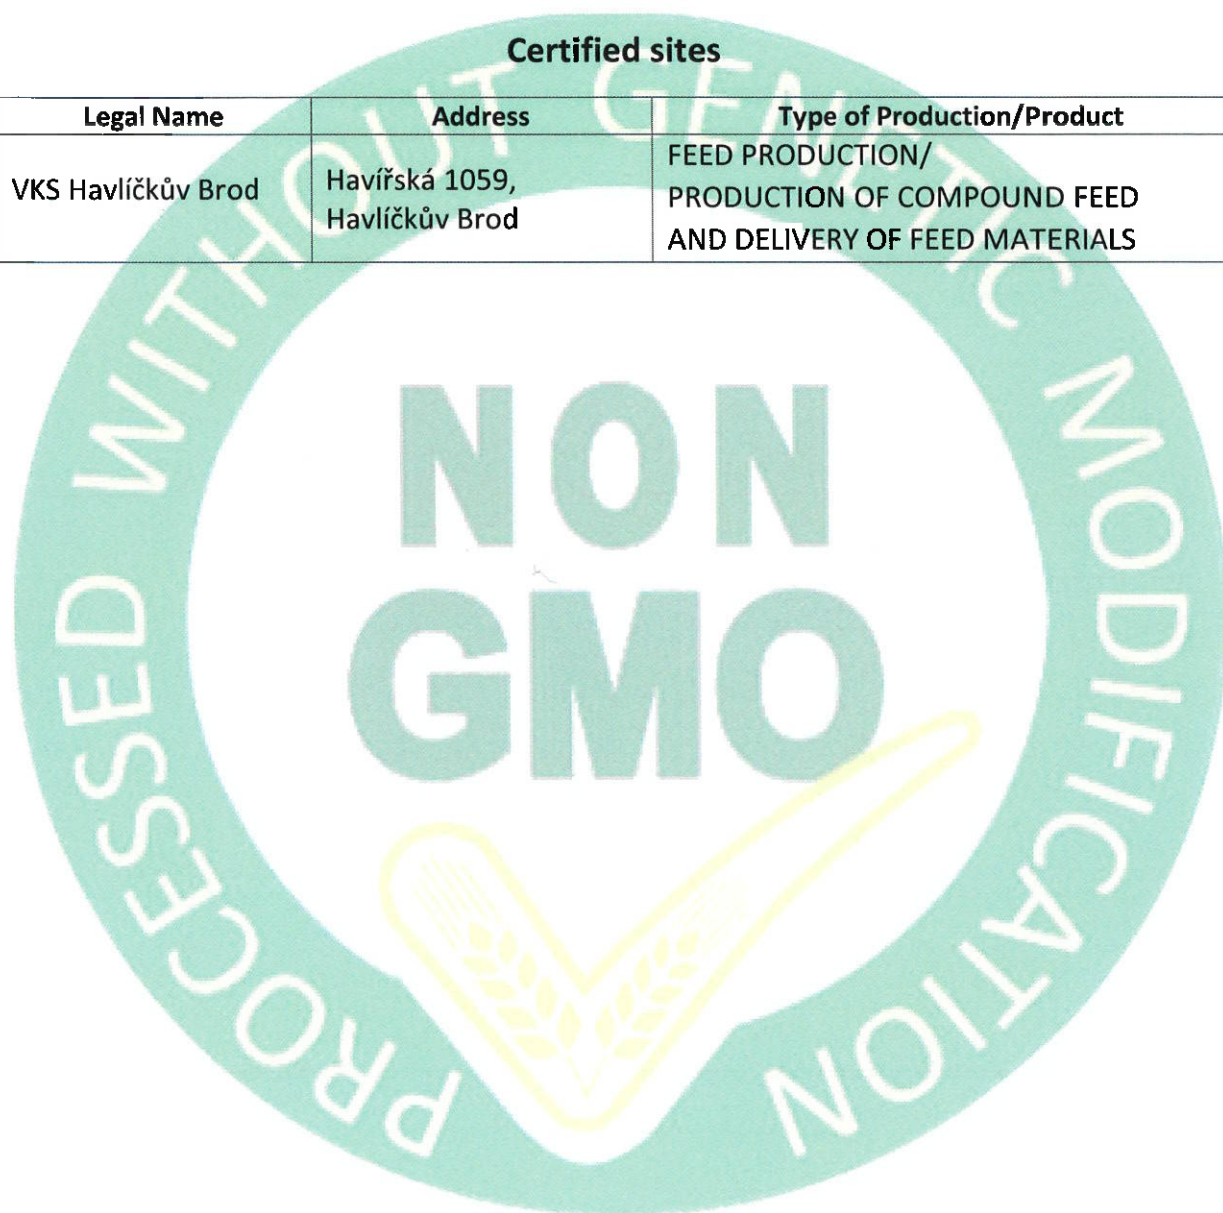 Certified sites
Legal Name Address Type of Production/Product
VKS Havlíčkův Brod
Havířská 1059,
Havlíčkův Brod
FEED PRODUCTION/
PRODUCTION OF COMPOUND FEED
AND DELIVERY OF FEED MATERIALS
PROCESSED WITHOUT GENETIC MODIFICATION
NON
GMO